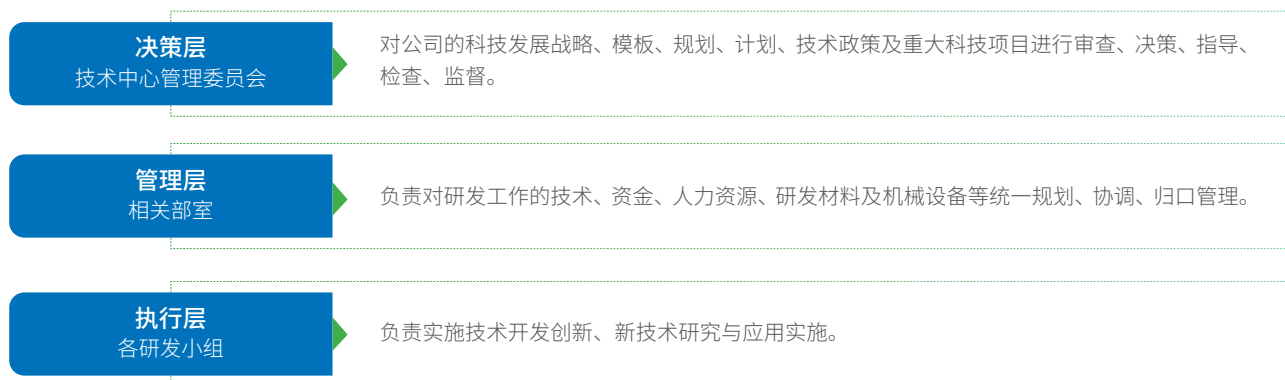 决策层
技术中心管理委员会
对公司的科技发展战略、模板、规划、计划、技术政策及重大科技项目进行审查、决策、指导、
检查、监督。
管理层
相关部室
负责对研发工作的技术、资金、人力资源、研发材料及机械设备等统一规划、协调、归口管理。
执行层
各研发小组
负责实施技术开发创新、新技术研究与应用实施。